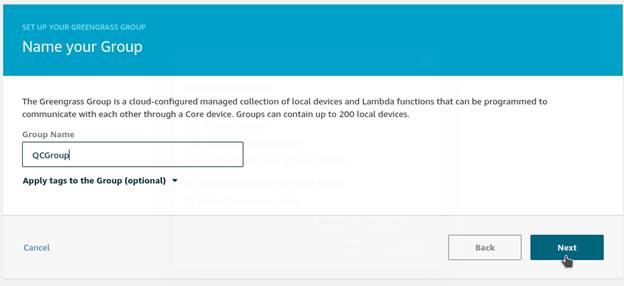 SET UP YOUR GREENGRASS GROUP
Name your Group
The Greengrass Group is a cloud-configured managed collection of local devices and Lambda functions that can be programmed to
communicate with each other through a Core device. Groups can contain up to 200 local devices.
Group Name
QCGroup
Apply tags to the Group (optional)
Cancel
Back
Next